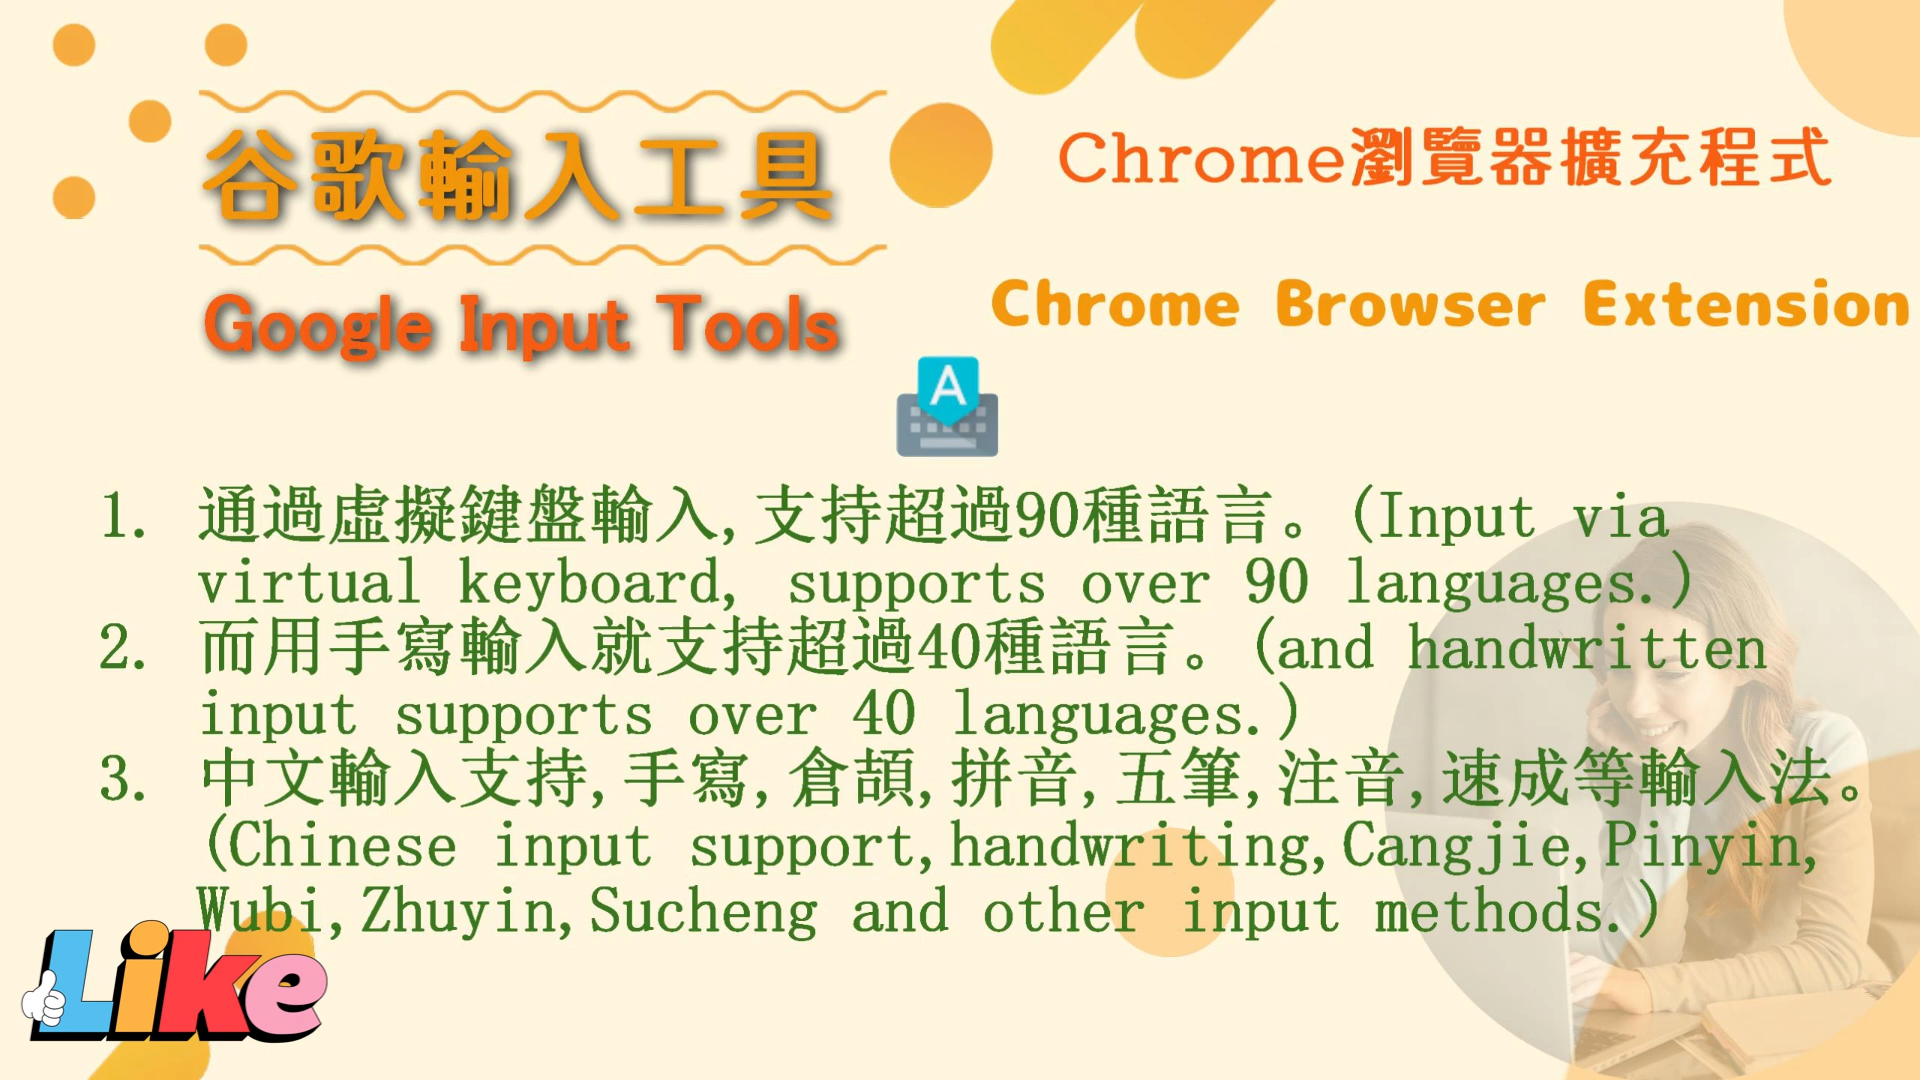 谷歌輸入工具
Google Input Tools
Chrome瀏覽器擴充程式
Chrome Browser Extension
A
1. 通過虛擬鍵盤輸入,支持超過90種語言。(Input via
virtual keyboard, supports over 90 languages.)
2. 而用手寫輸入就支持超過40種語言。(and handwritten
input supports over 40 languages.)
3. 中文輸入支持,手寫,倉頡,拼音,五筆,注音,速成等輸入法。
(Chinese input support,handwriting,Cangjie,Pinyin,
Wubi,Zhuyin,Sucheng and other input methods.)
Like